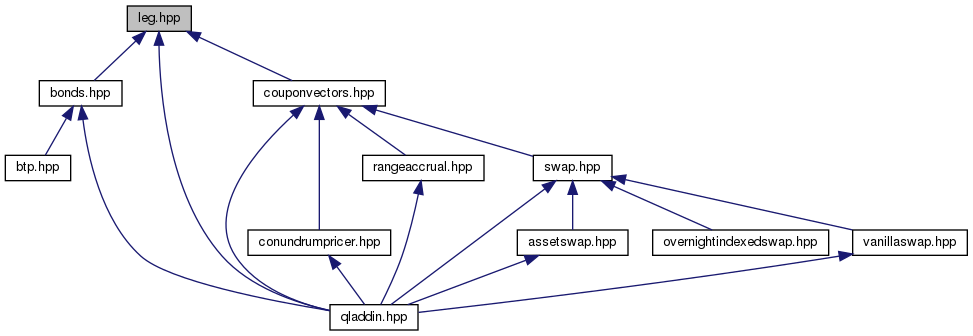 leg.hpp
bonds.hpp
couponvectors.hpp
btp.hpp
rangeaccrual.hpp
swap.hpp
conundrumpricer.hpp
assetswap.hpp
overnightindexedswap.hpp
vanillaswap.hpp
qladdin.hpp